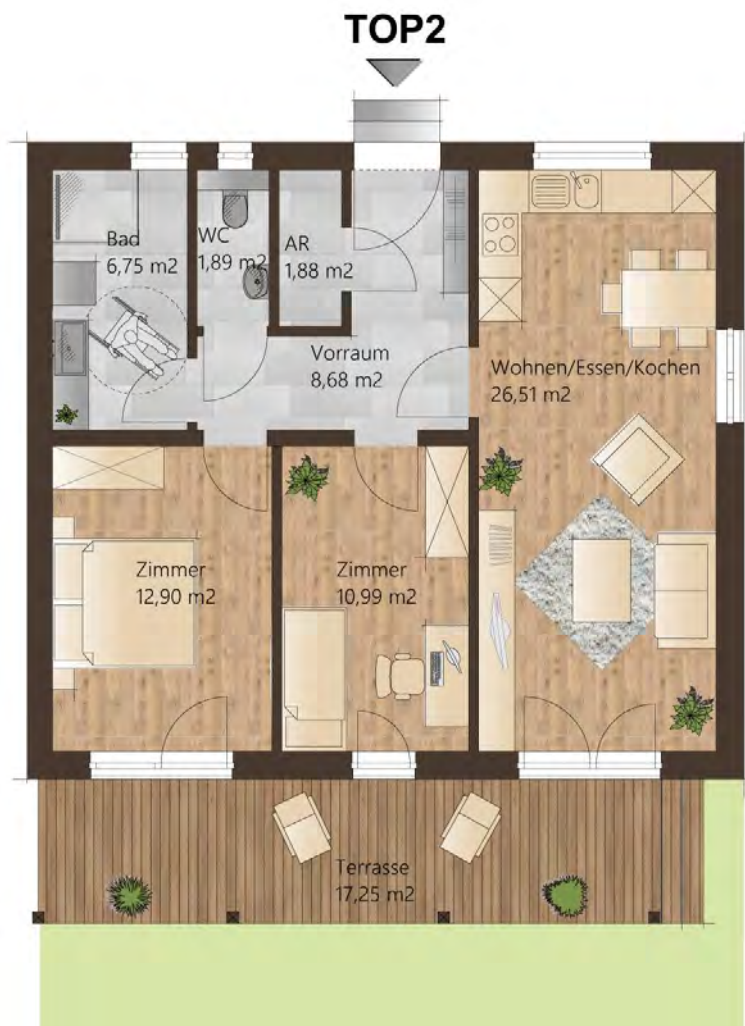 TOP2
Bad
6,75 m2
WC
1,89 m2
AR
1,88 m2
Vorraum
8,68 m2
Wohnen/Essen/Kochen
26,51 m2
Zimmer
12,90 m2
Zimmer
10,99 m2
Terrasse
17,25 m2